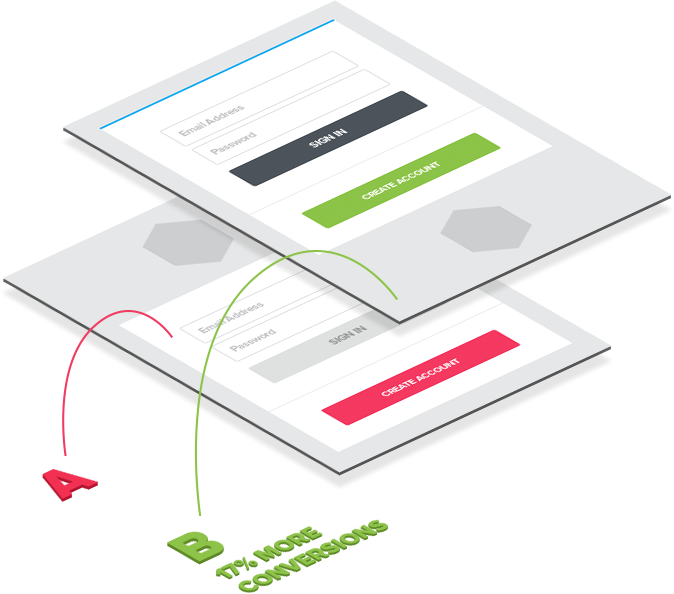 Email Address
Password
SIGN IN
CREATE ACCOUNT
Email Address
Password
SIGN IN
CREATE ACCOUNT
A
B
17% MORE
CONVERSIONS